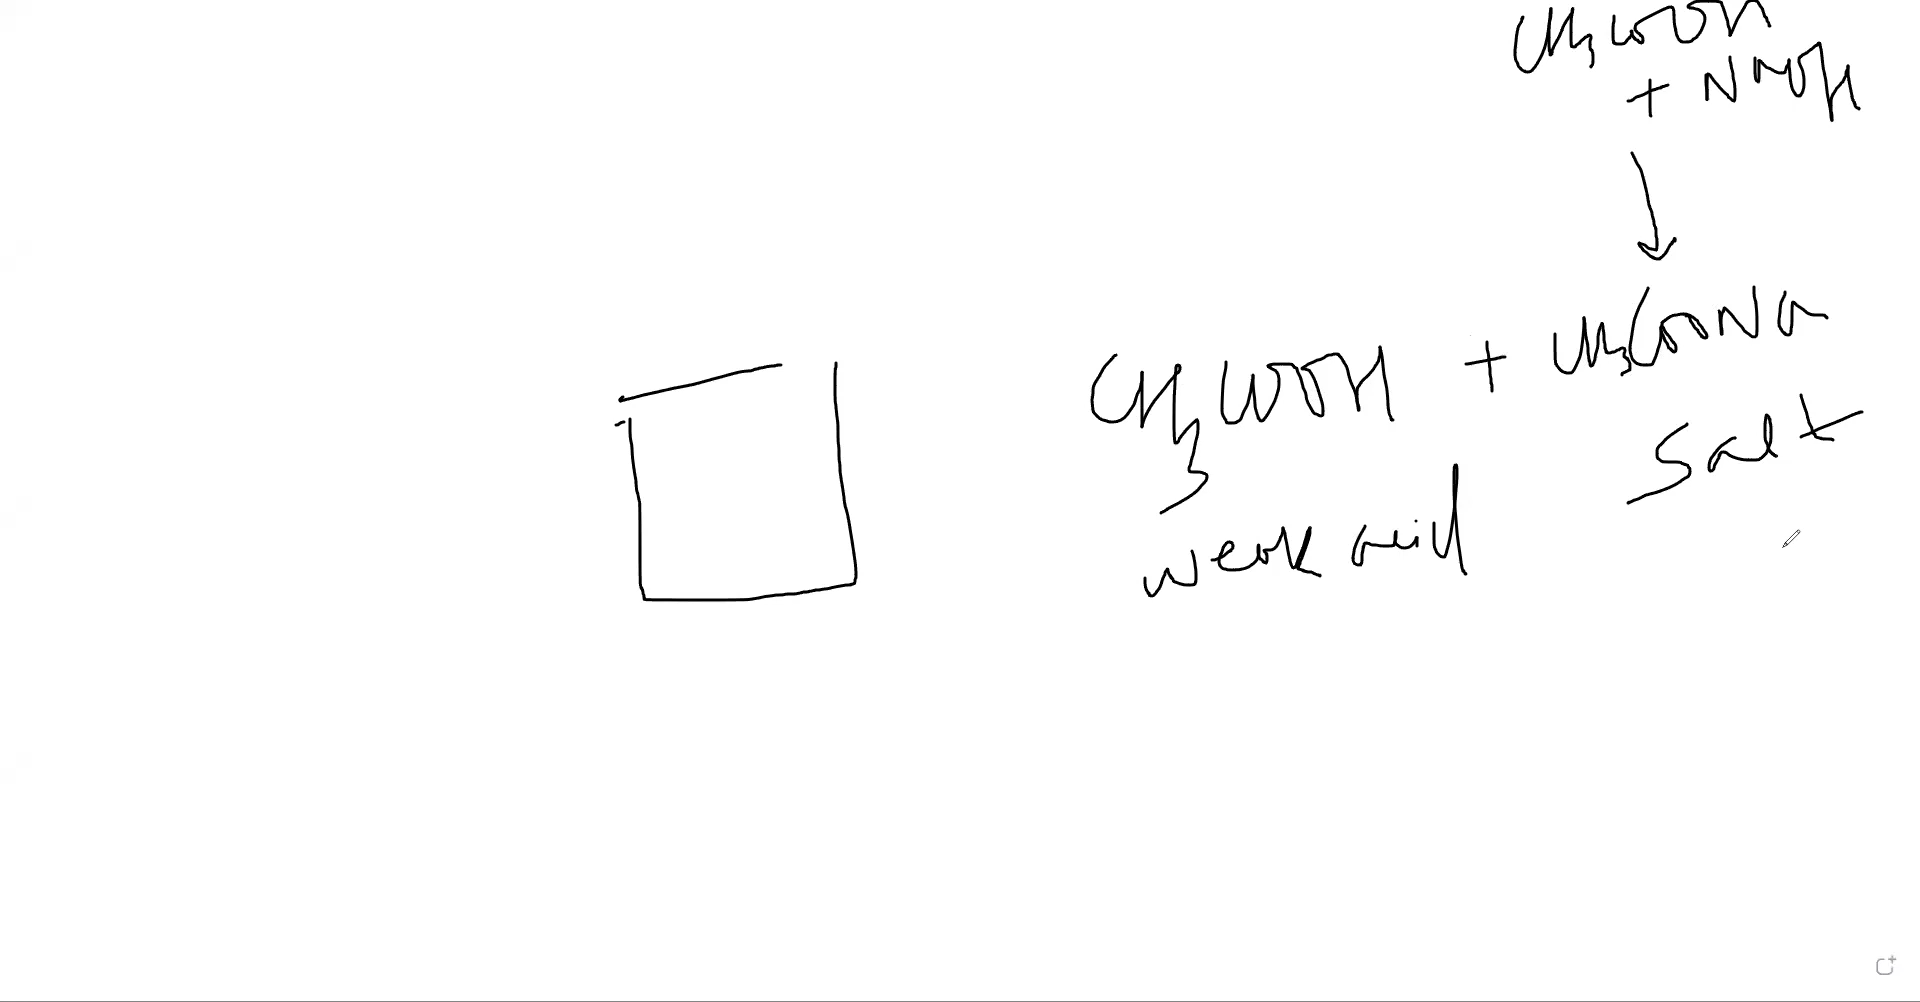 CH3COOH
+ NaOH
CH3COOH + CH3COONa
weak acid
salt